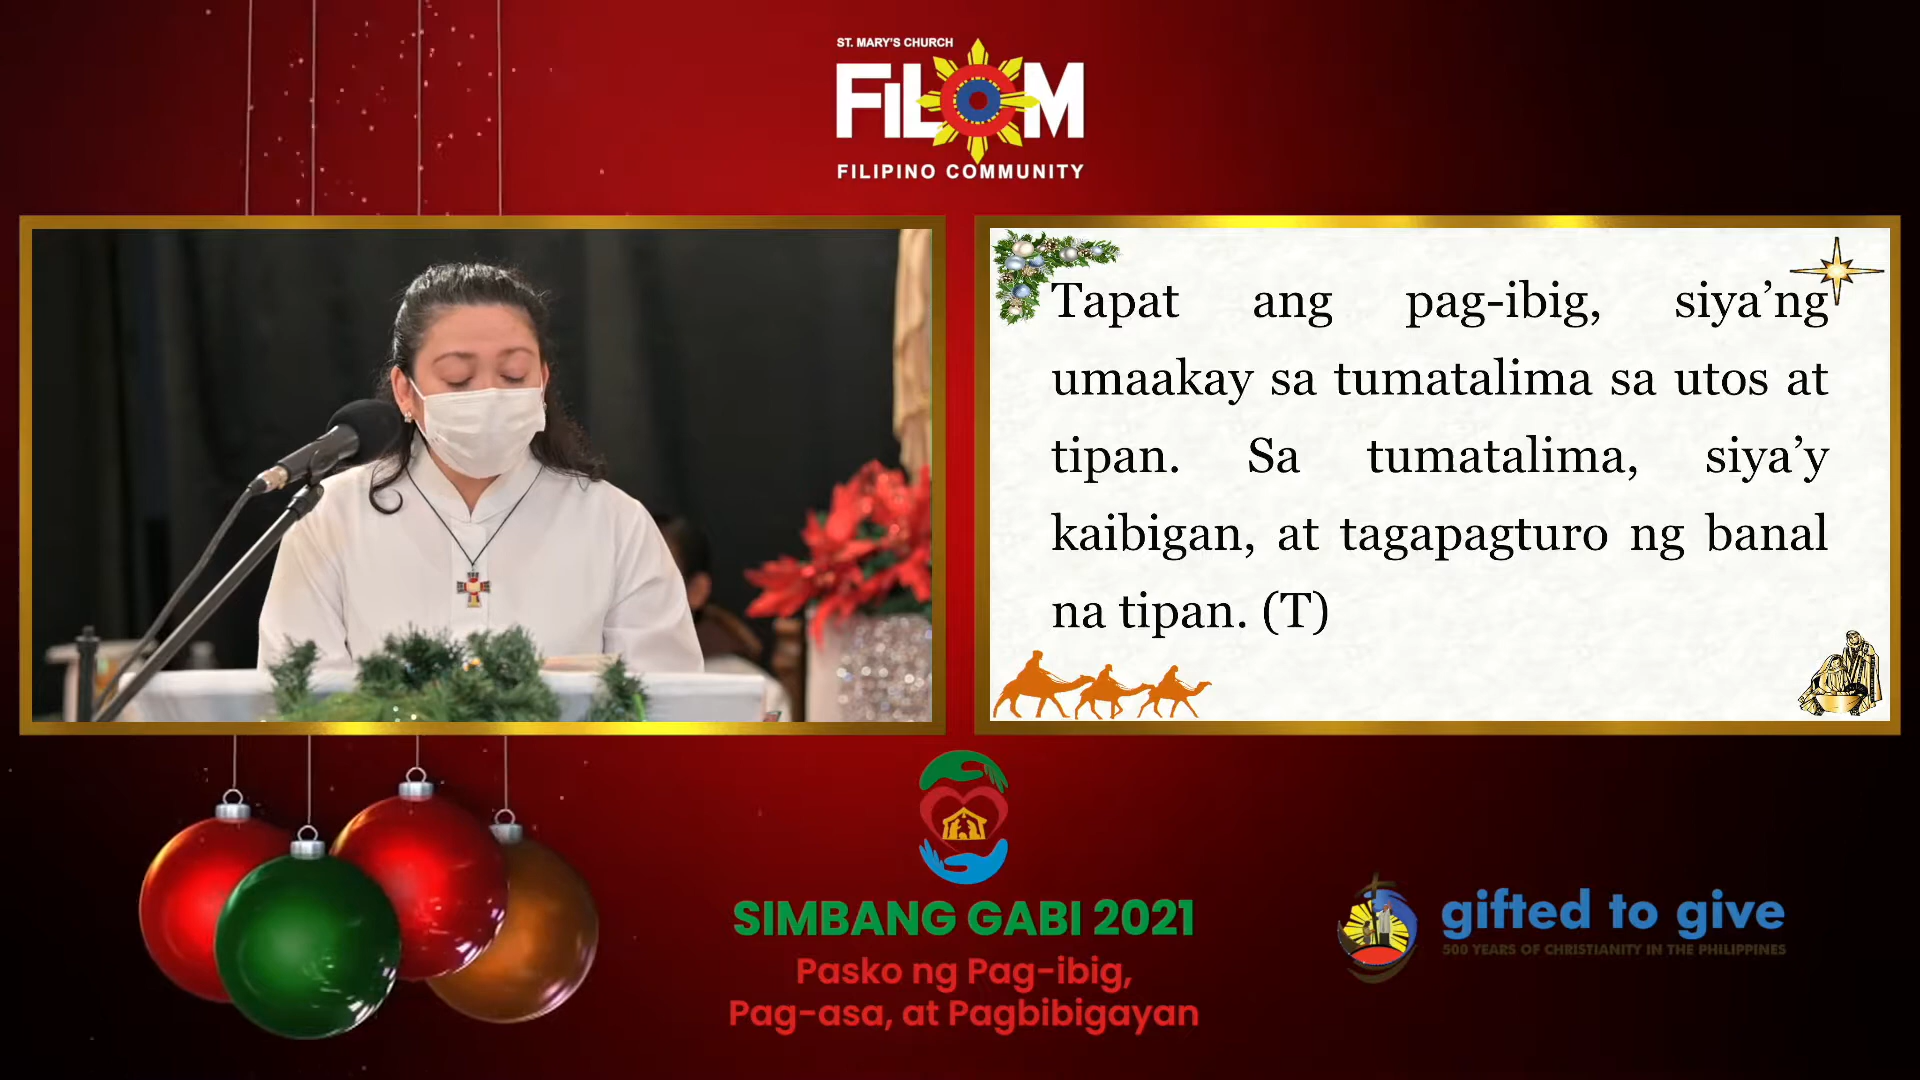 ST. MARY'S CHURCH
FiLCOM
FILIPINO COMMUNITY
Tapat ang pag-ibig, siya’ng
umaakay sa tumatalima sa utos at
tipan. Sa tumatalima, siya’y
kaibigan, at tagapagturo ng banal
na tipan. (T)
SIMBANG GABI 2021
Pasko ng Pag-ibig,
Pag-asa, at Pagbibigayan
gifted to give
500 YEARS OF CHRISTIANITY IN THE PHILIPPINES